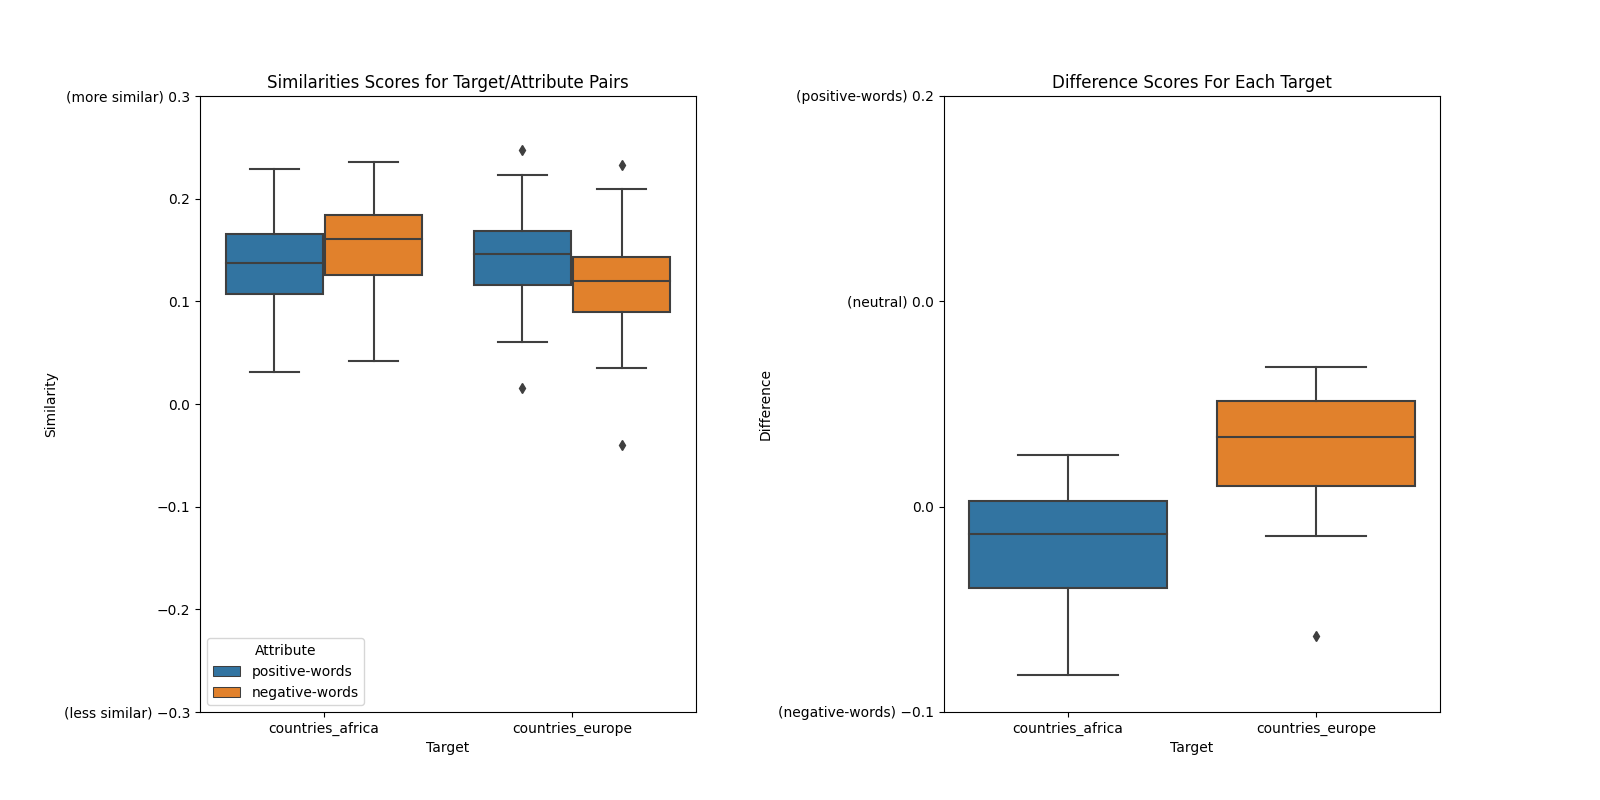 Similarities Scores for Target/Attribute Pairs
(more similar) 0.3
0.2
0.1
0.0
−0.1
−0.2
(less similar) −0.3
Similarity
Attribute
positive-words
negative-words
countries_africa
countries_europe
Target
Difference Scores For Each Target
(positive-words) 0.2
(neutral) 0.0
0.0
(negative-words) −0.1
Difference
countries_africa
countries_europe
Target